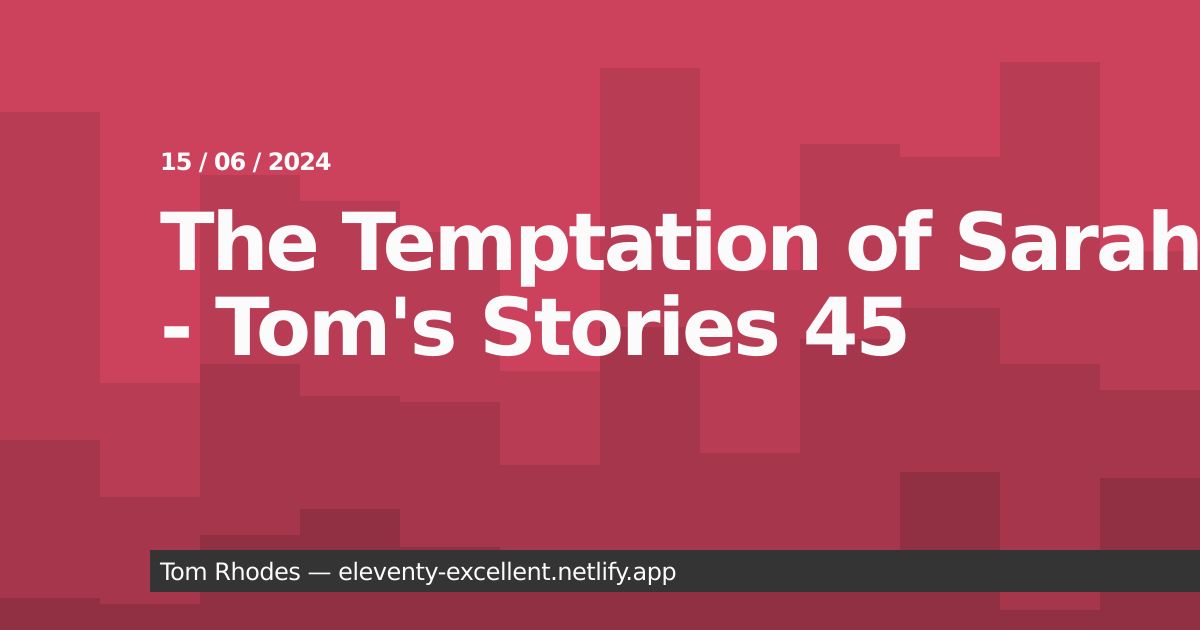 15 / 06 / 2024
The Temptation of Sarah
- Tom's Stories 45
Tom Rhodes — eleventy-excellent.netlify.app